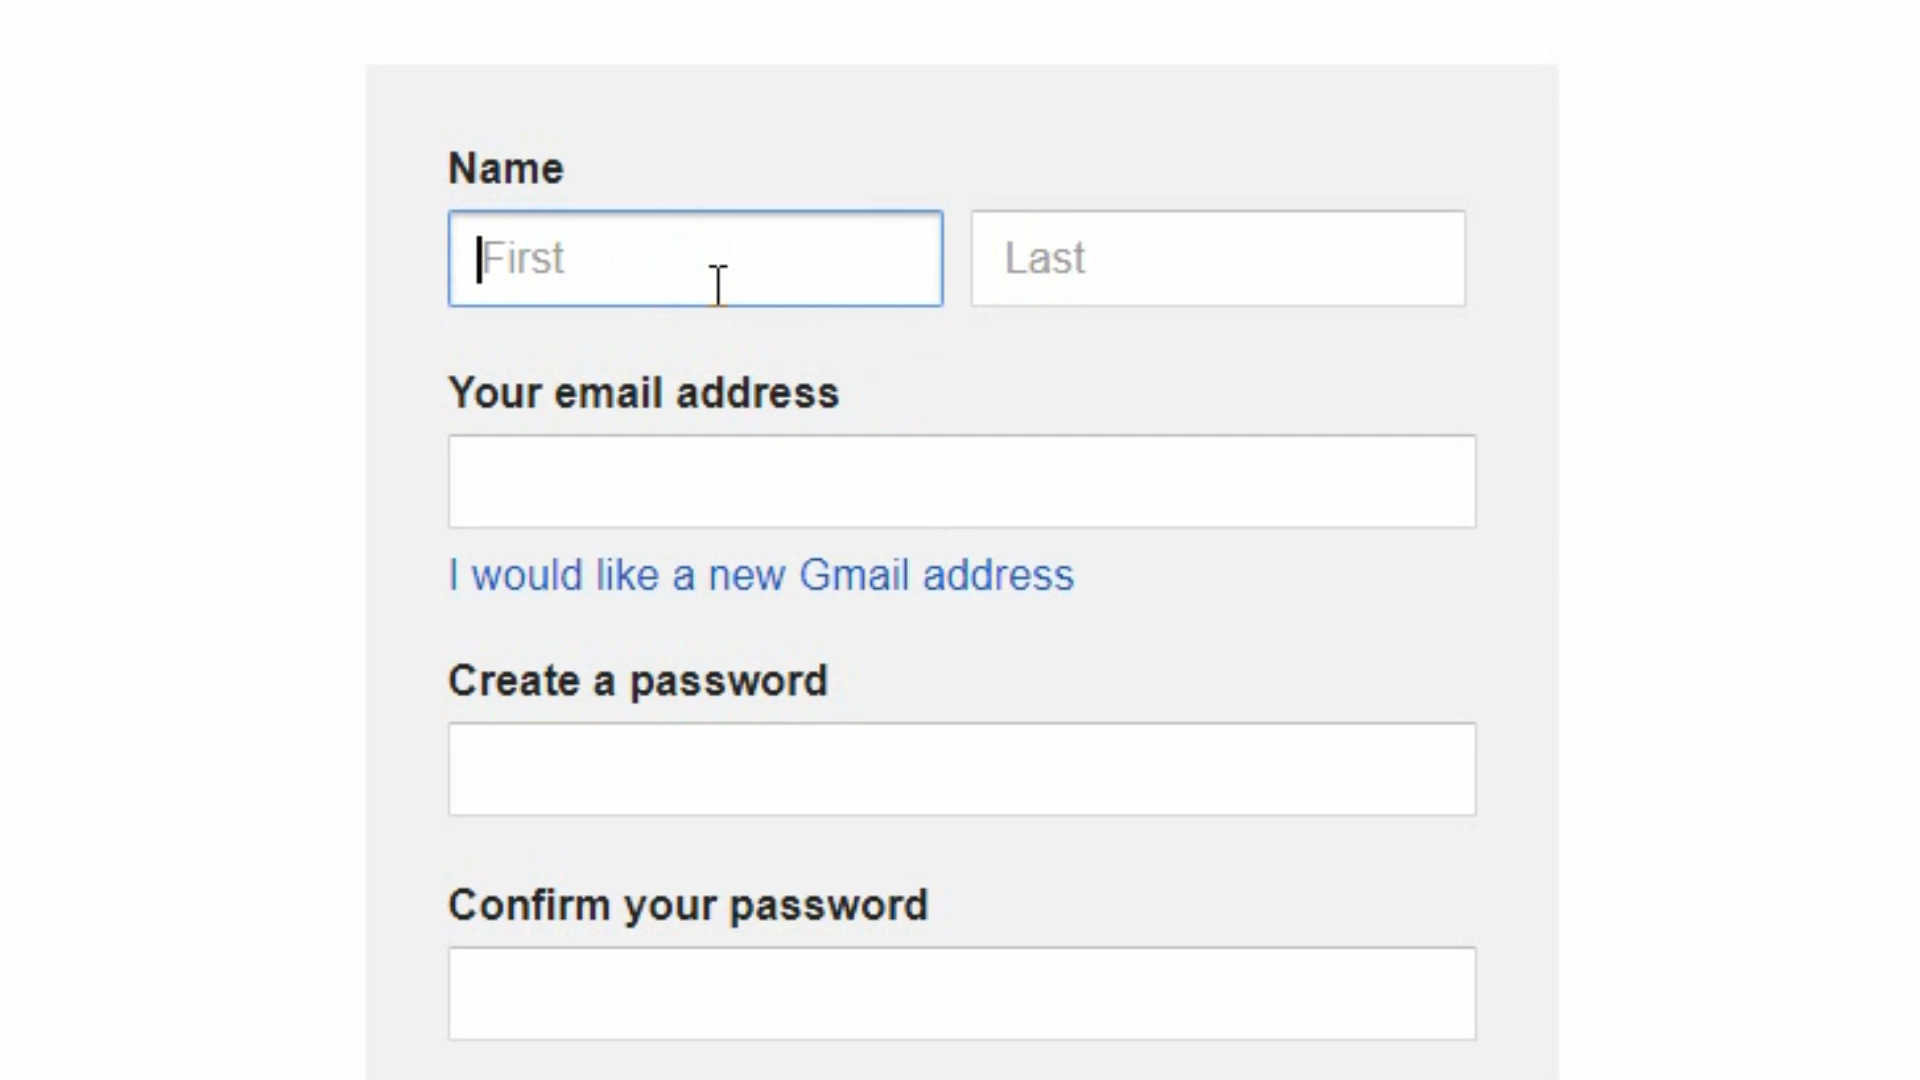 Name
First Last
Your email address
I would like a new Gmail address
Create a password
Confirm your password